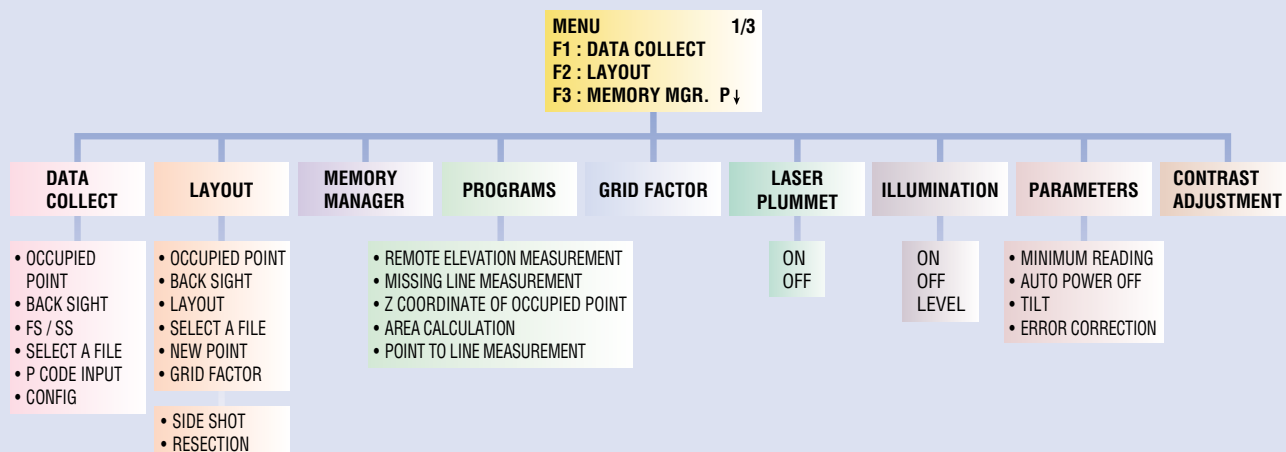 MENU 1/3
F1 : DATA COLLECT
F2 : LAYOUT
F3 : MEMORY MGR. P↓
DATA
COLLECT
LAYOUT
MEMORY
MANAGER
PROGRAMS
GRID FACTOR
LASER
PLUMMET
ILLUMINATION
PARAMETERS
CONTRAST
ADJUSTMENT
• OCCUPIED
POINT
• BACK SIGHT
• FS / SS
• SELECT A FILE
• P CODE INPUT
• CONFIG
• OCCUPIED POINT
• BACK SIGHT
• LAYOUT
• SELECT A FILE
• NEW POINT
• GRID FACTOR
• SIDE SHOT
• RESECTION
• REMOTE ELEVATION MEASUREMENT
• MISSING LINE MEASUREMENT
• Z COORDINATE OF OCCUPIED POINT
• AREA CALCULATION
• POINT TO LINE MEASUREMENT
ON
OFF
ON
OFF
LEVEL
• MINIMUM READING
• AUTO POWER OFF
• TILT
• ERROR CORRECTION